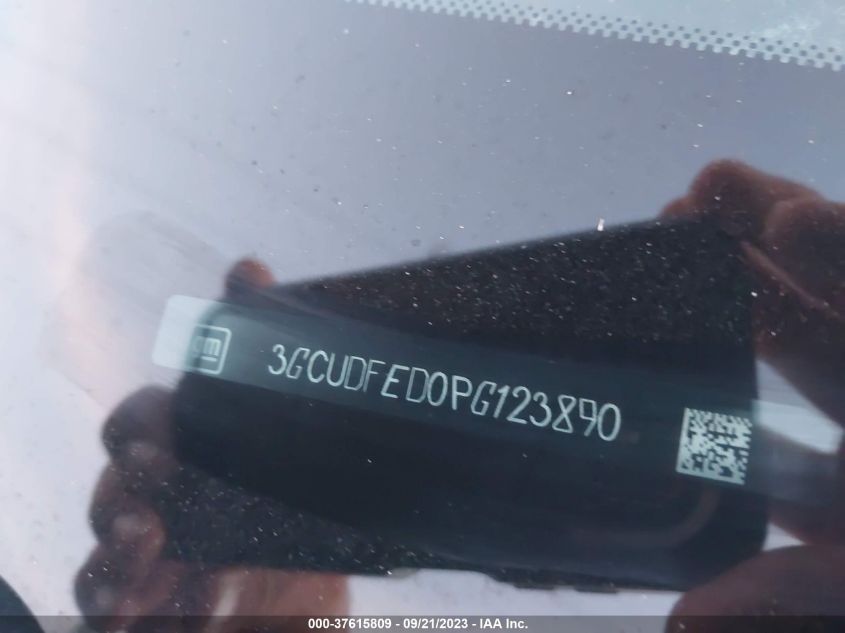 gm
3GCUDFED0PG123890
000-37615809 - 09/21/2023 - IAA Inc.